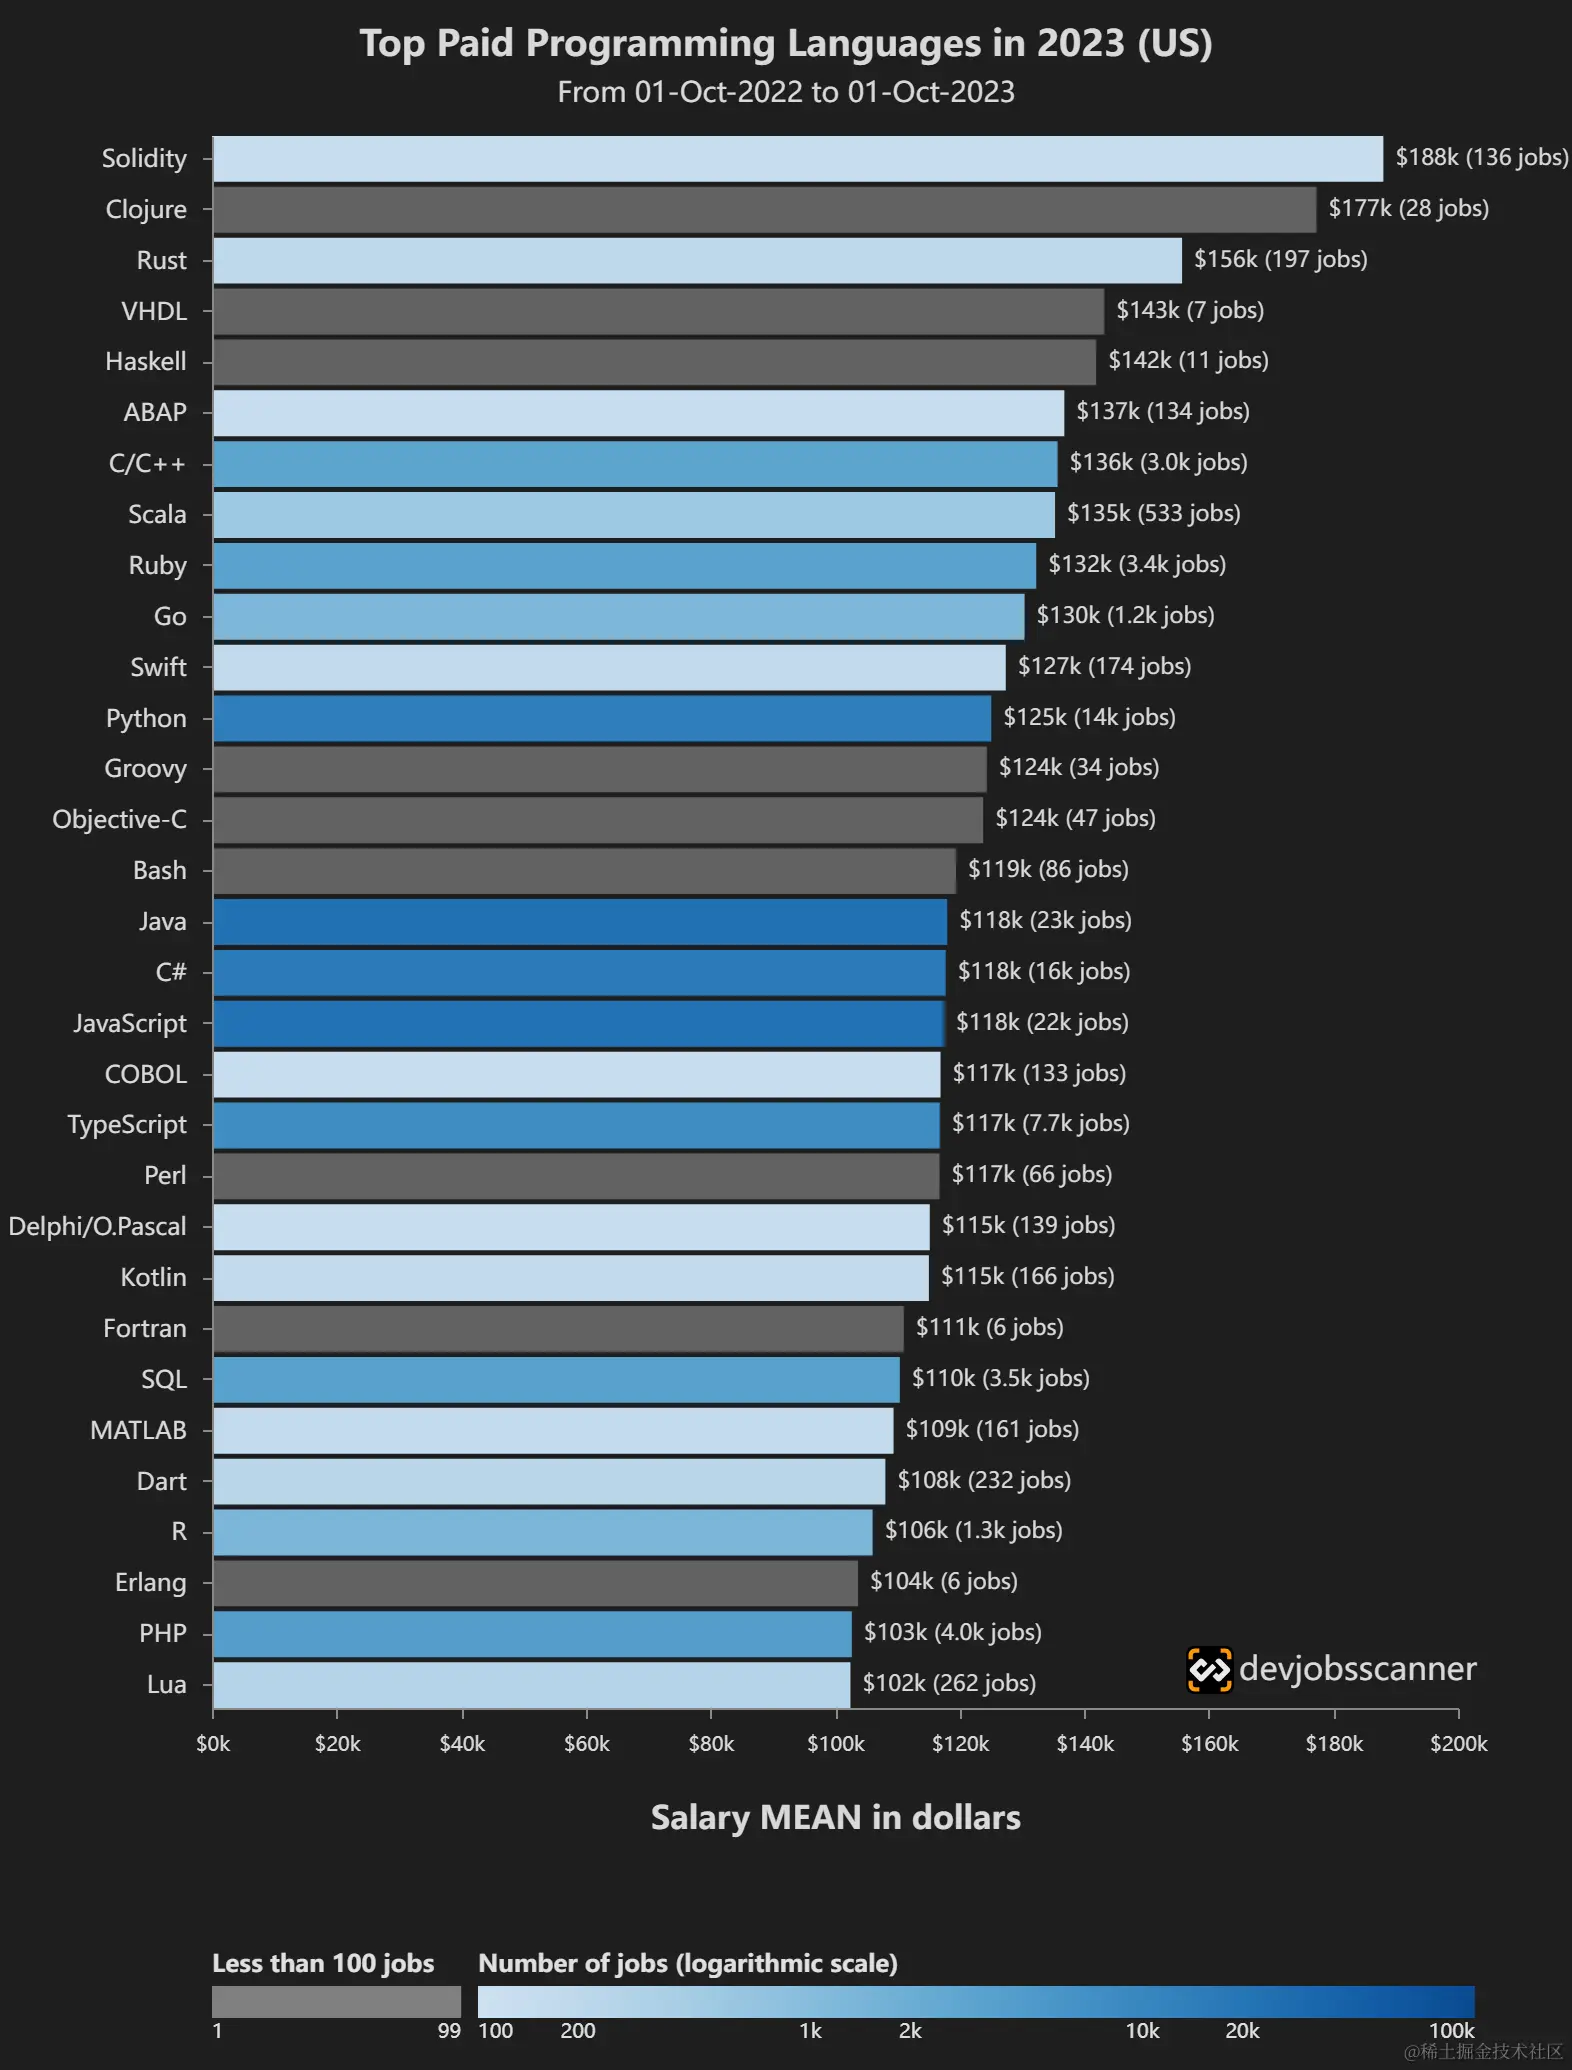 Top Paid Programming Languages in 2023 (US)
From 01-Oct-2022 to 01-Oct-2023
Solidity $188k (136 jobs)
Clojure $177k (28 jobs)
Rust $156k (197 jobs)
VHDL $143k (7 jobs)
Haskell $142k (11 jobs)
ABAP $137k (134 jobs)
C/C++ $136k (3.0k jobs)
Scala $135k (533 jobs)
Ruby $132k (3.4k jobs)
Go $130k (1.2k jobs)
Swift $127k (174 jobs)
Python $125k (14k jobs)
Groovy $124k (34 jobs)
Objective-C $124k (47 jobs)
Bash $119k (86 jobs)
Java $118k (23k jobs)
C# $118k (16k jobs)
JavaScript $118k (22k jobs)
COBOL $117k (133 jobs)
TypeScript $117k (7.7k jobs)
Perl $117k (66 jobs)
Delphi/O.Pascal $115k (139 jobs)
Kotlin $115k (166 jobs)
Fortran $111k (6 jobs)
SQL $110k (3.5k jobs)
MATLAB $109k (161 jobs)
Dart $108k (232 jobs)
R $106k (1.3k jobs)
Erlang $104k (6 jobs)
PHP $103k (4.0k jobs)
devjobsscanner
Lua $102k (262 jobs)
$0k $20k $40k $60k $80k $100k $120k $140k $160k $180k $200k
Salary MEAN in dollars
Less than 100 jobs Number of jobs (logarithmic scale)
1 99 100 200 1k 2k 10k 20k 100k
@稀土掘金技术社区